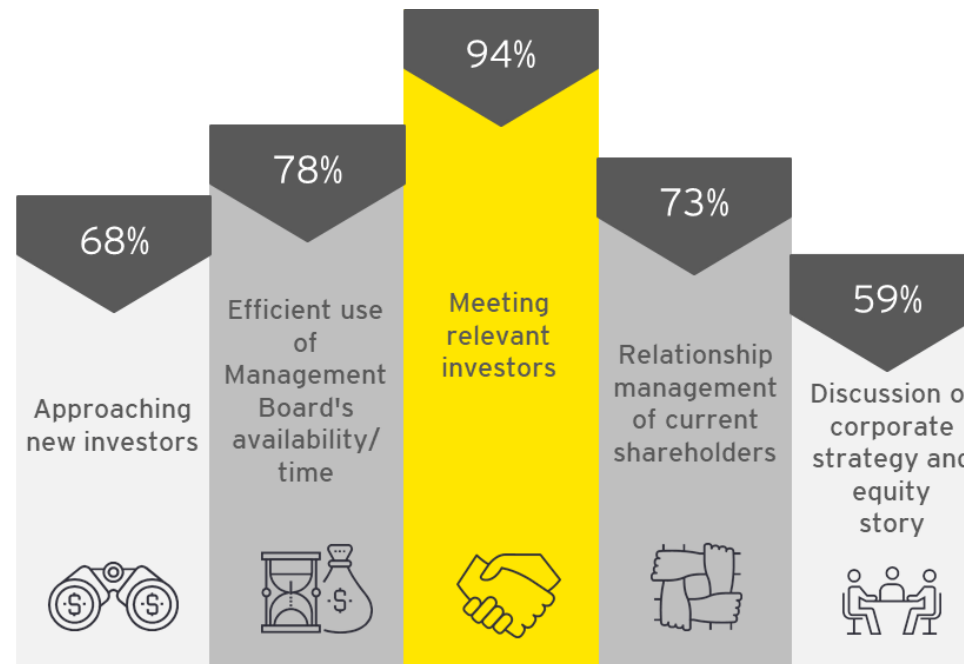 68%
Approaching
new investors
78%
Efficient use
of
Management
Board's
availability/
time
94%
Meeting
relevant
investors
73%
Relationship
management
of current
shareholders
59%
Discussion o
corporate
strategy and
equity
story